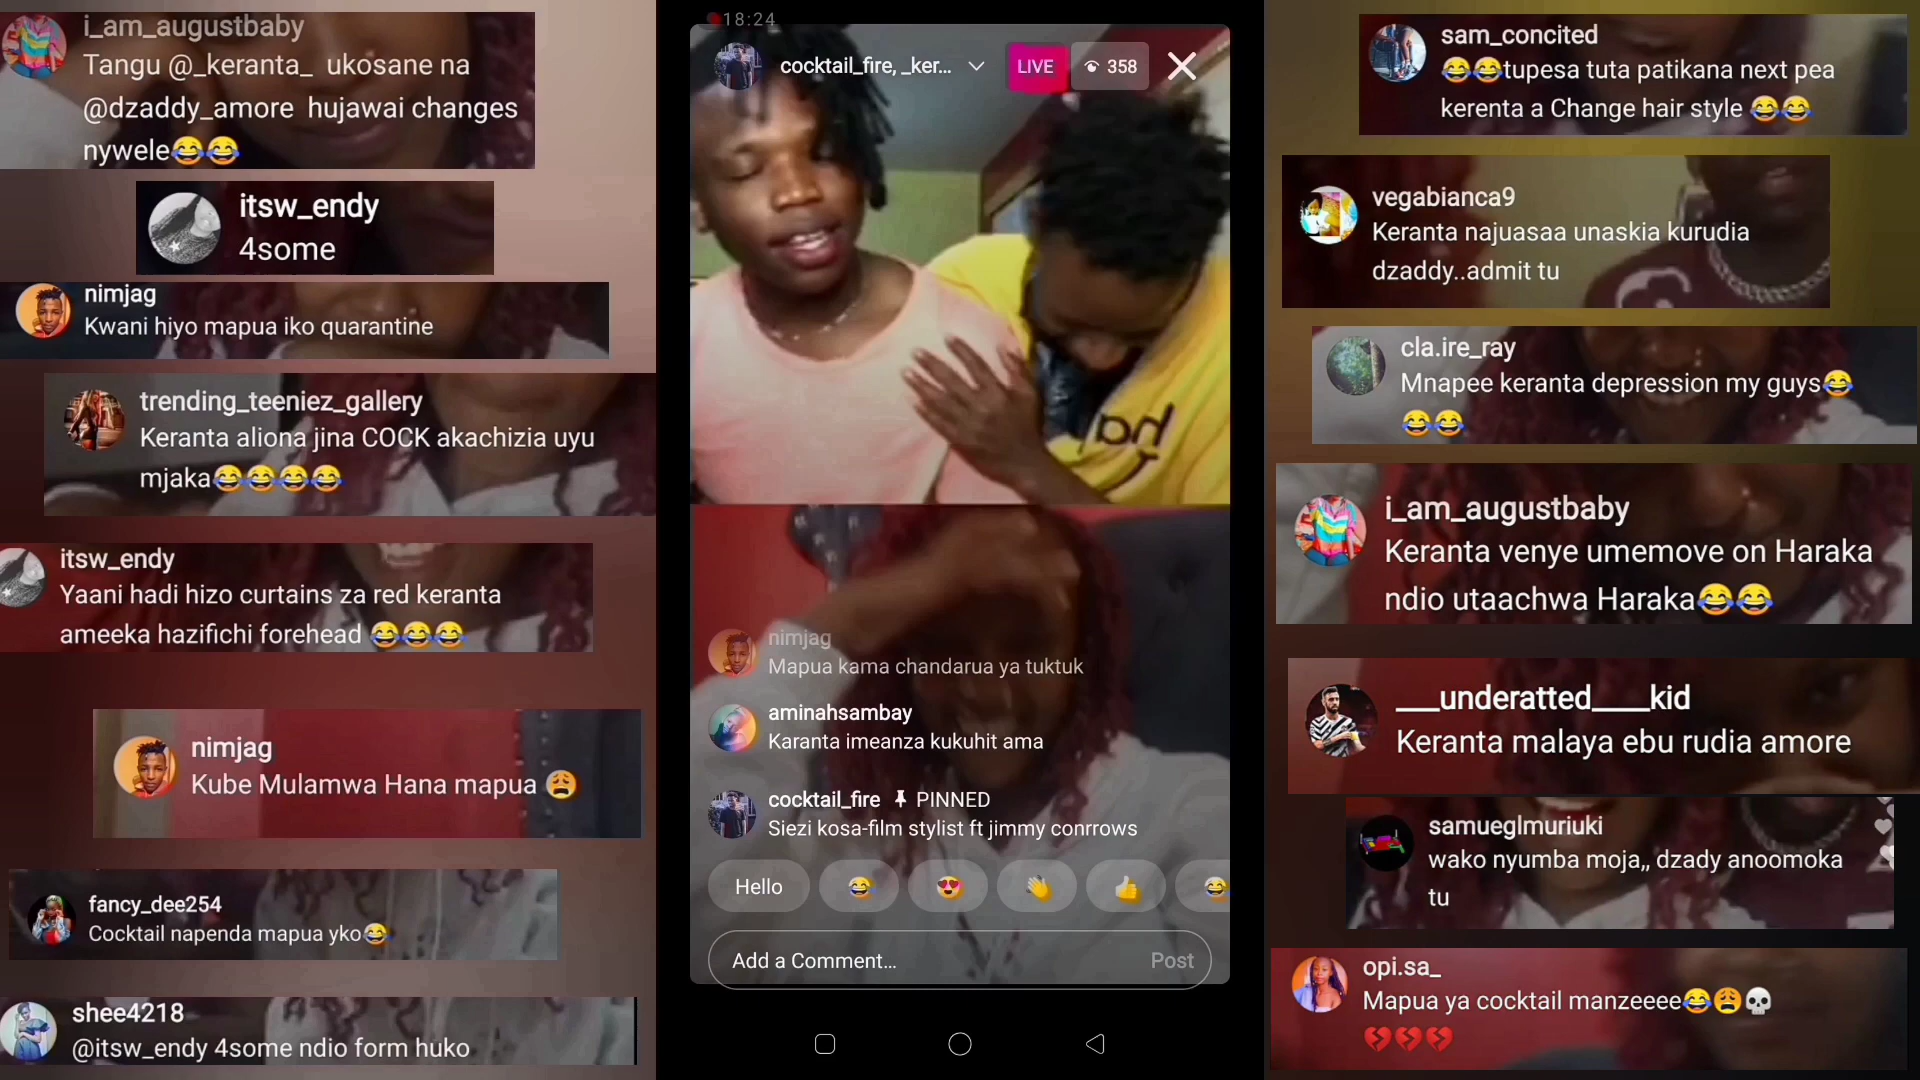 i_am_augustbaby
Tangu @_keranta_ ukosane na
@dzaddy_amore hujawai changes
nywele😂😂
itsw_endy
4some
nimjag
Kwani hiyo mapua iko quarantine
trending_teeniez_gallery
Keranta aliona jina COCK akachizia uyu
mjaka😂😂😂😂
itsw_endy
Yaani hadi hizo curtains za red keranta
ameeka hazifichi forehead 😂😂😂
nimjag
Kube Mulamwa Hana mapua 😩
fancy_dee254
Cocktail napenda mapua yko😂
shee4218
@itsw_endy 4some ndio form huko
18:24
cocktail_fire, _ker...
LIVE
358
ha
nimjag
Mapua kama chandarua ya tuktuk
aminahsambay
Karanta imeanza kukuhit ama
cocktail_fire PINNED
Siezi kosa-film stylist ft jimmy conrrows
Hello 😂 😍 👋 👍 😂
Add a Comment...
Post
sam_concited
😂😂tupesa tuta patikana next pea
kerenta a Change hair style 😂😂
vegabianca9
Keranta najuasaa unaskia kurudia
dzaddy..admit tu
cla.ire_ray
Mnapee keranta depression my guys😂
😂😂
i_am_augustbaby
Keranta venye umemove on Haraka
ndio utaachwa Haraka😂😂
___underatted____kid
Keranta malaya ebu rudia amore
samueglmuriuki
wako nyumba moja,, dzady anoomoka
tu
opi.sa_
Mapua ya cocktail manzeeee😂😩💀
💔💔💔